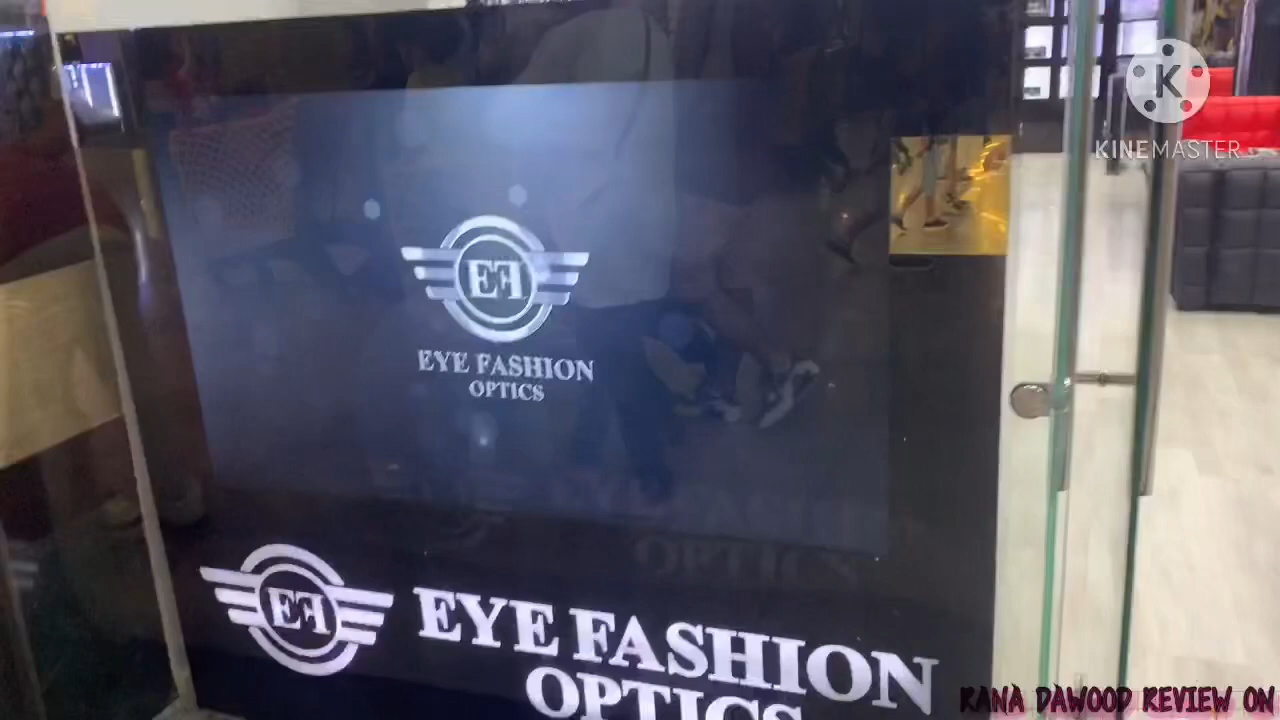 K
KINEMASTER
EF
EYE FASHION
OPTICS
EF
EYE FASHION
OPTICS
RANA DAWOOD REVIEW ON